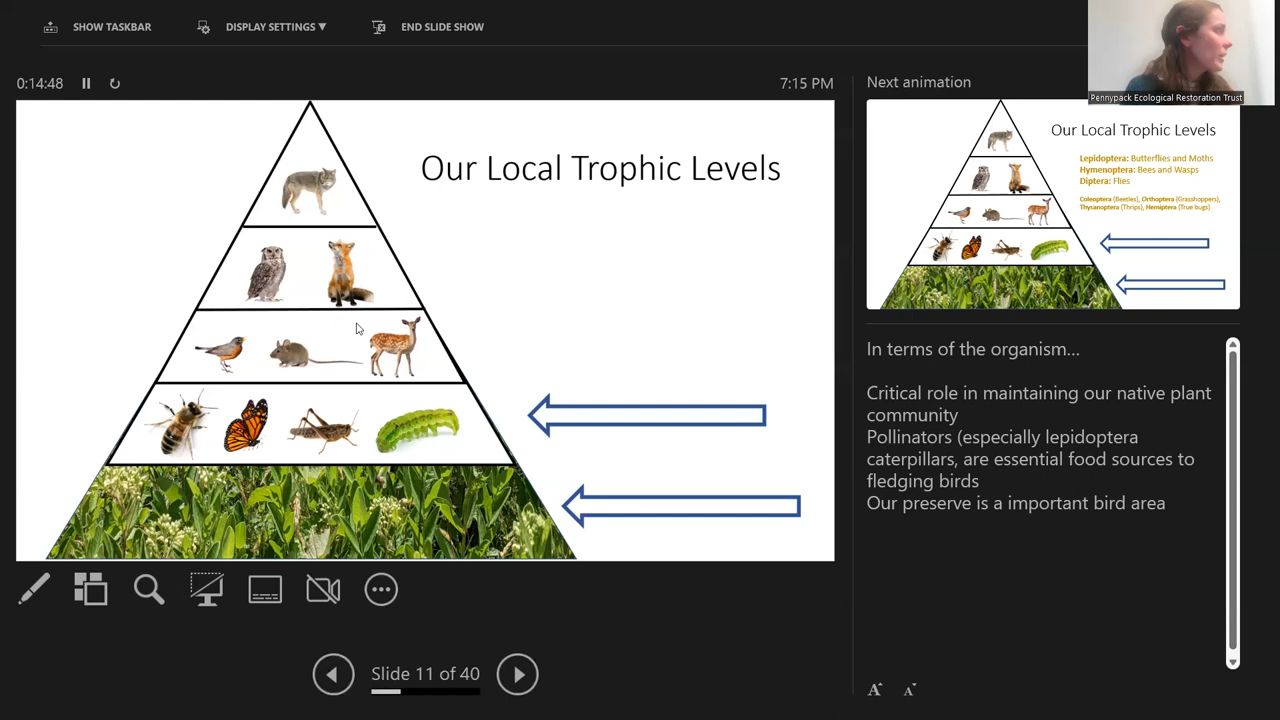 SHOW TASKBAR
DISPLAY SETTINGS ▼
END SLIDE SHOW
Pennypack Ecological Restoration Trust
0:14:48
7:15 PM
Next animation
Our Local Trophic Levels
Our Local Trophic Levels
Lepidoptera: Butterflies and Moths
Hymenoptera: Bees and Wasps
Diptera: Flies
Coleoptera (Beetles), Orthoptera (Grasshoppers),
Thysanoptera (Thrips), Hemiptera (True bugs)
In terms of the organism...
Critical role in maintaining our native plant
community
Pollinators (especially lepidoptera
caterpillars, are essential food sources to
fledging birds
Our preserve is a important bird area
Slide 11 of 40
A A